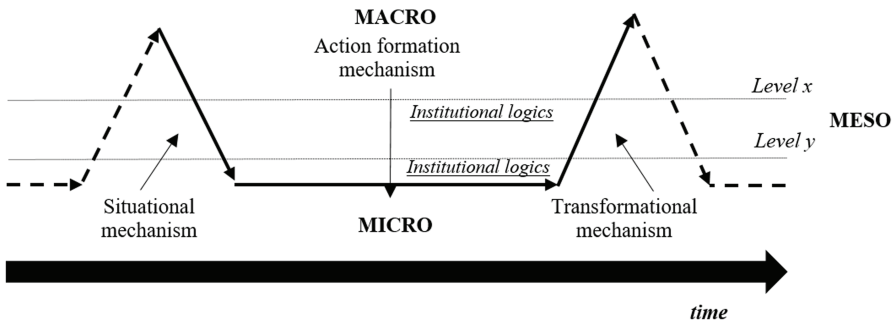 MACRO
Action formation
mechanism
Level x
Institutional logics
MESO
Level y
Institutional logics
Situational
mechanism
MICRO
Transformational
mechanism
time